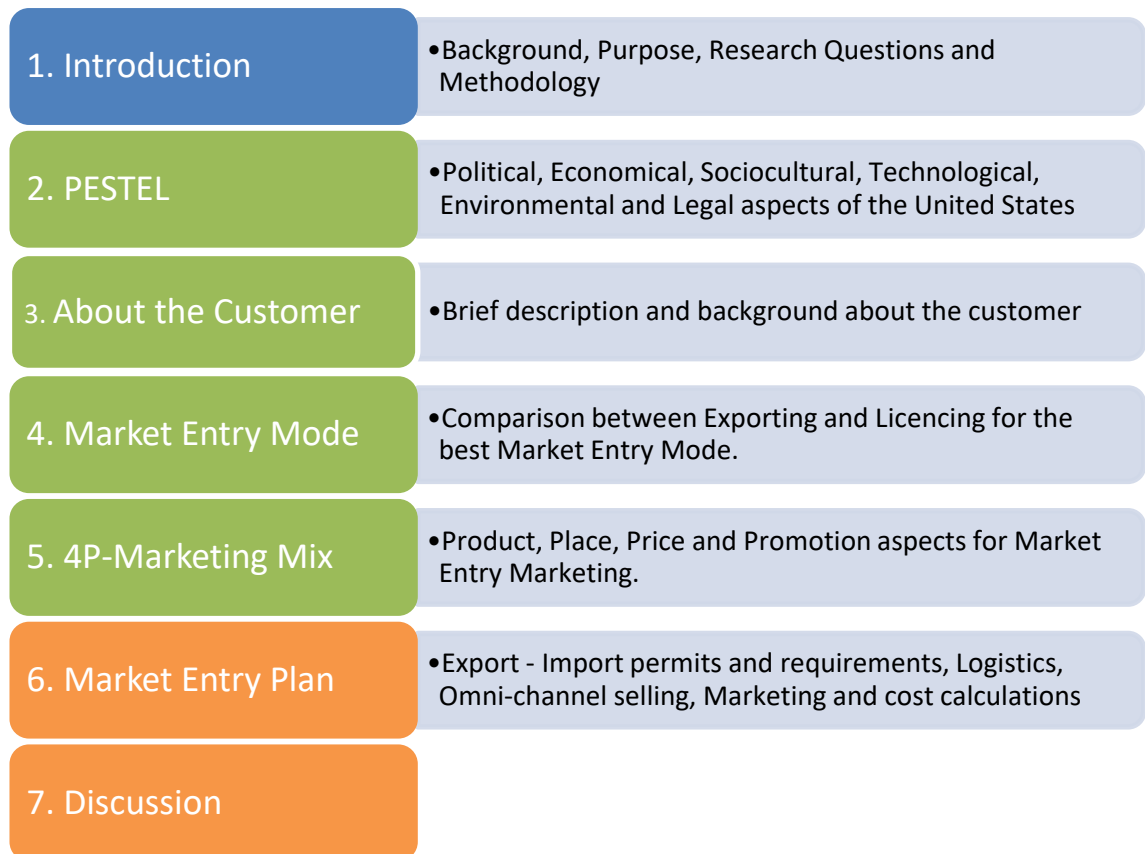 1. Introduction
•Background, Purpose, Research Questions and
Methodology
2. PESTEL
•Political, Economical, Sociocultural, Technological,
Environmental and Legal aspects of the United States
3. About the Customer
•Brief description and background about the customer
4. Market Entry Mode
•Comparison between Exporting and Licencing for the
best Market Entry Mode.
5. 4P-Marketing Mix
•Product, Place, Price and Promotion aspects for Market
Entry Marketing.
6. Market Entry Plan
•Export - Import permits and requirements, Logistics,
Omni-channel selling, Marketing and cost calculations
7. Discussion